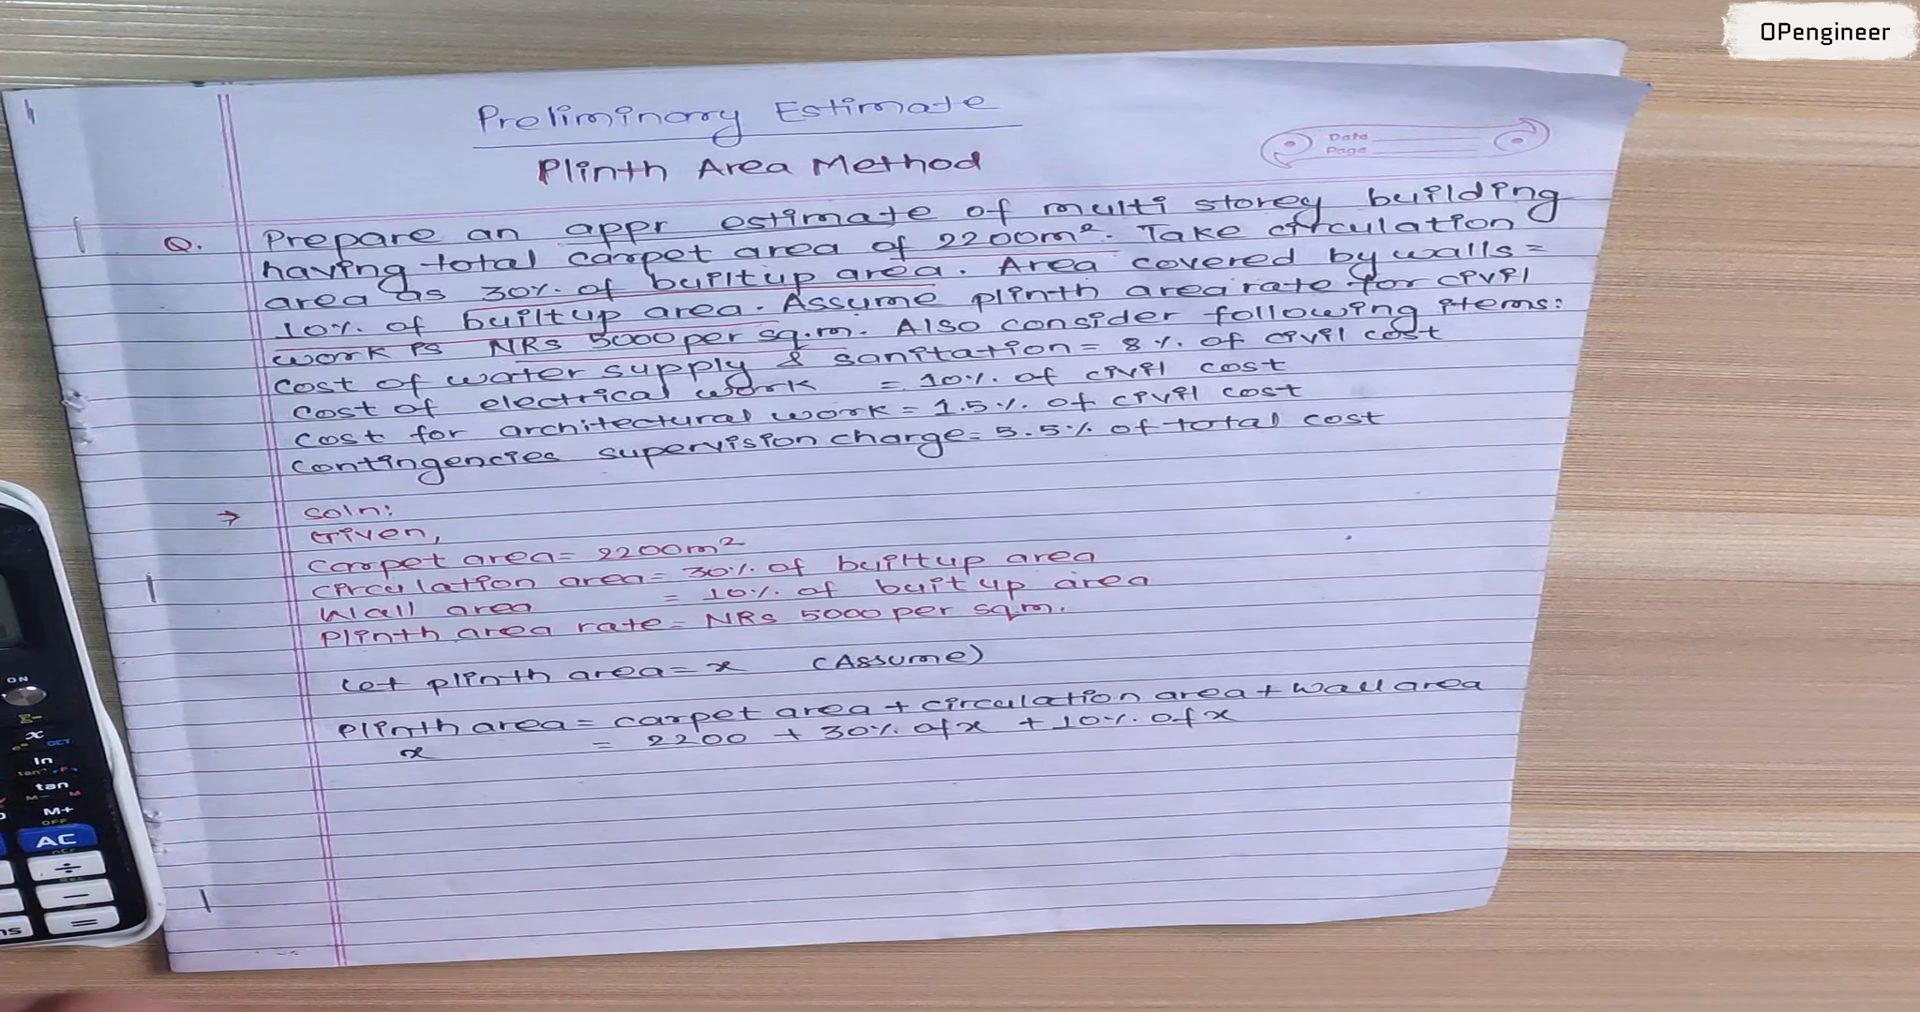 OPengineer
Preliminary Estimate
Date
Page
Plinth Area Method
Q. Prepare an appr estimate of multi storey building
having total carpet area of 2200m². Take circulation
area as 30% of builtup area. Area covered by walls =
10% of builtup area. Assume plinth area rate for civil
work is NRs 5000 per sq.m. Also consider following items:
Cost of water supply & sanitation = 8% of civil cost
Cost of electrical work = 10% of civil cost
Cost for architectural work = 1.5% of civil cost
Contingencies supervision charge = 5.5% of total cost
→ Soln:
Given,
Carpet area = 2200m²
Circulation area = 30% of builtup area
Wall area = 10% of buitup area
Plinth area rate = NRs 5000 per sq.m.
Let plinth area = x (Assume)
Plinth area = carpet area + circulation area + wall area
x = 2200 + 30% of x + 10% of x
ON
x
OCT
ln
tan⁻¹
tan
M-
M
M+
OFF
AC
÷
−
=
ns